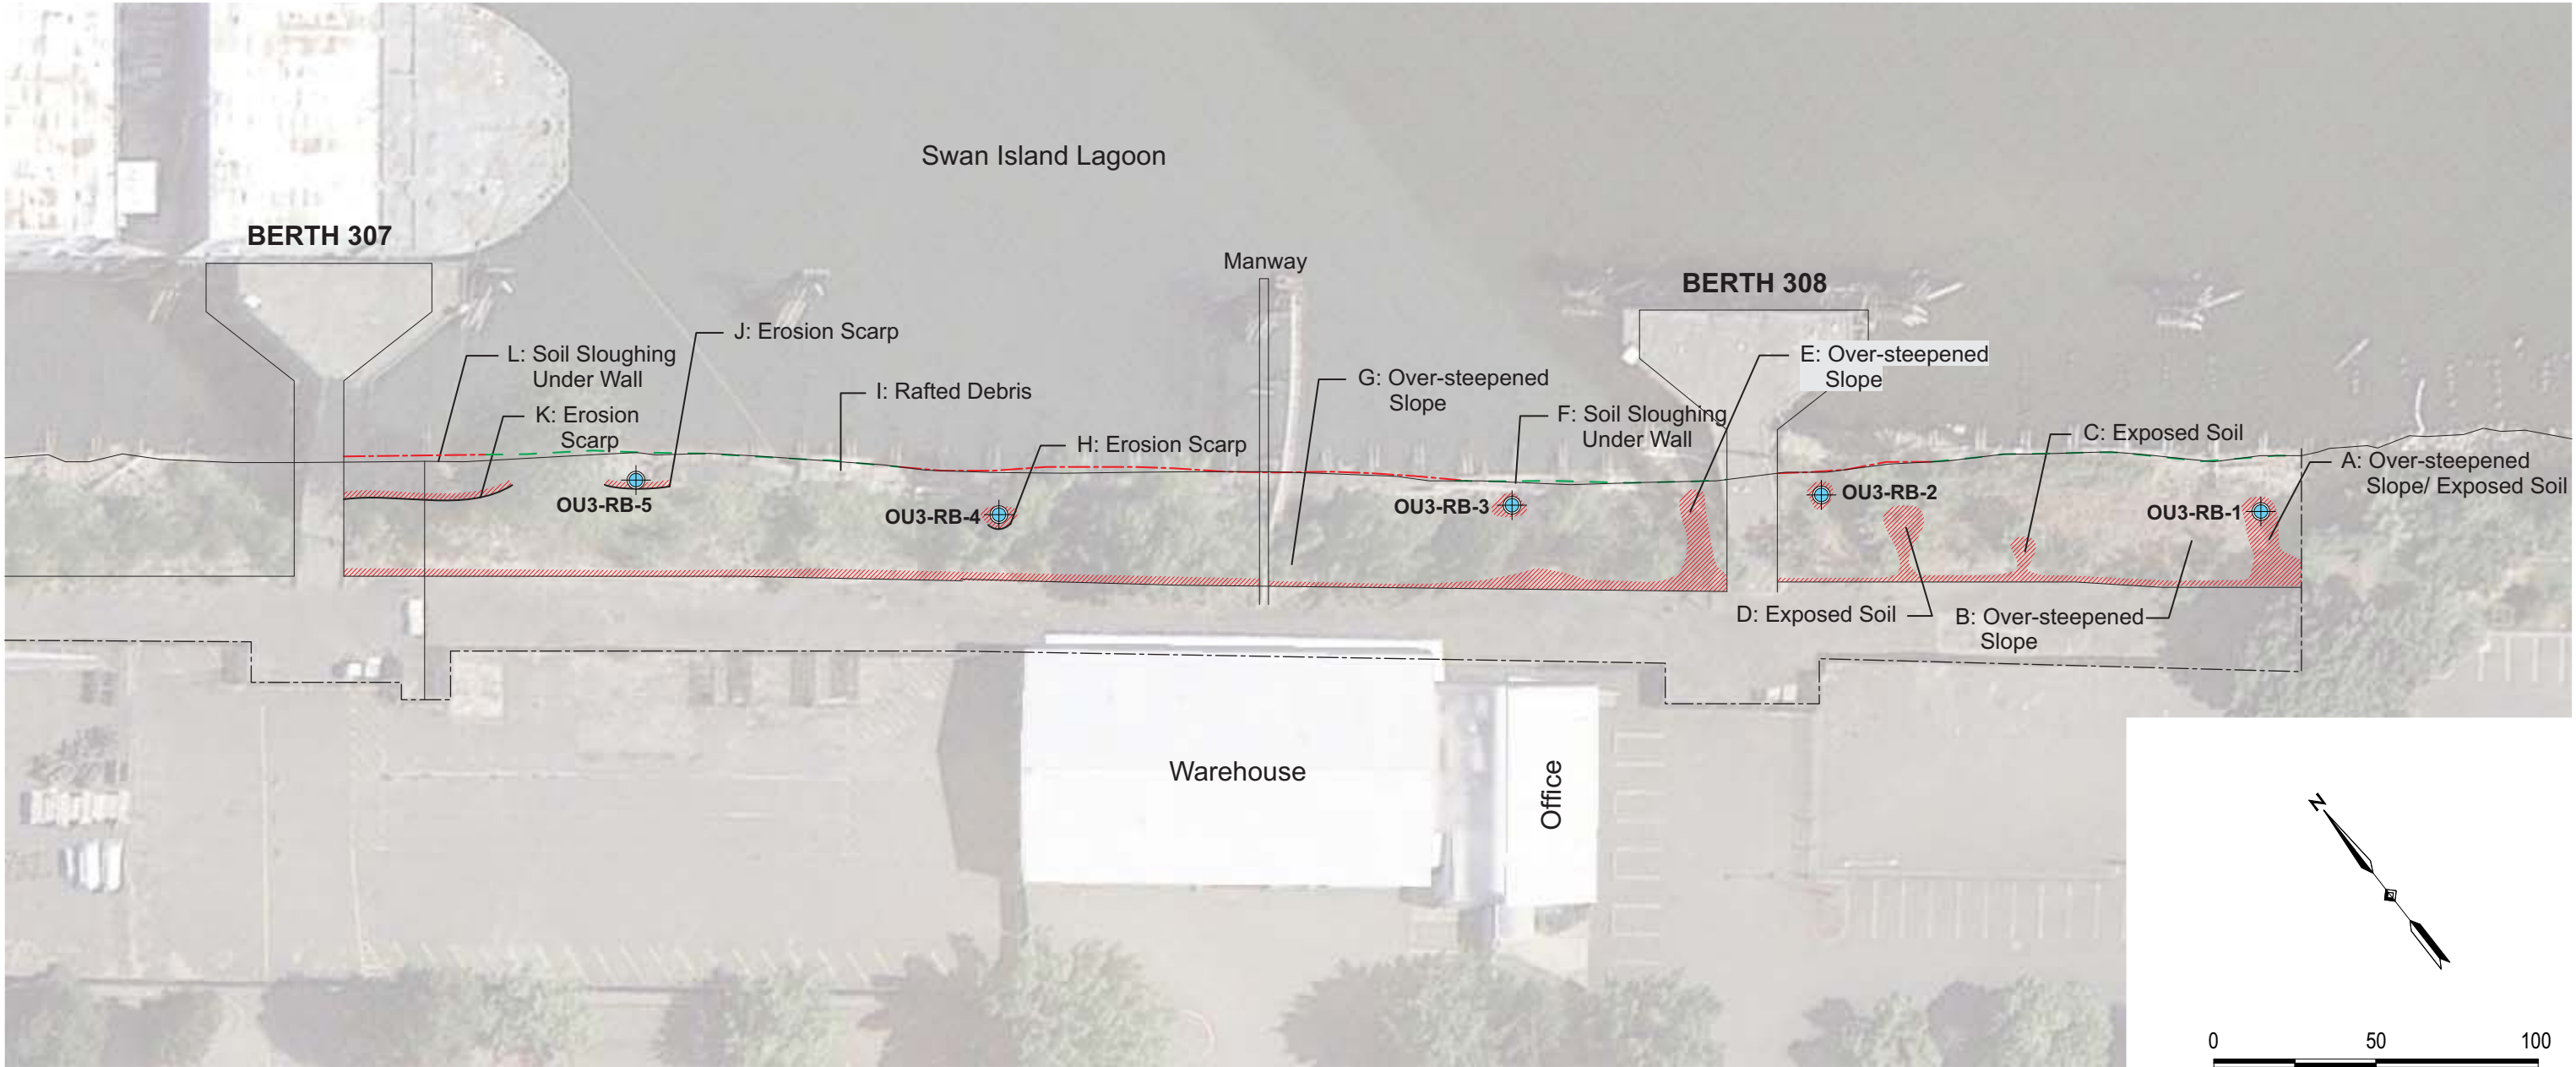 Swan Island Lagoon
BERTH 307
Manway
BERTH 308
J: Erosion Scarp
L: Soil Sloughing
Under Wall
E: Over-steepened
Slope
I: Rafted Debris
G: Over-steepened
Slope
K: Erosion
Scarp
F: Soil Sloughing
Under Wall
H: Erosion Scarp
C: Exposed Soil
A: Over-steepened
Slope/ Exposed Soil
OU3-RB-5
OU3-RB-4
OU3-RB-3
OU3-RB-2
OU3-RB-1
D: Exposed Soil
B: Over-steepened
Slope
Warehouse
Office
N
0 50 100